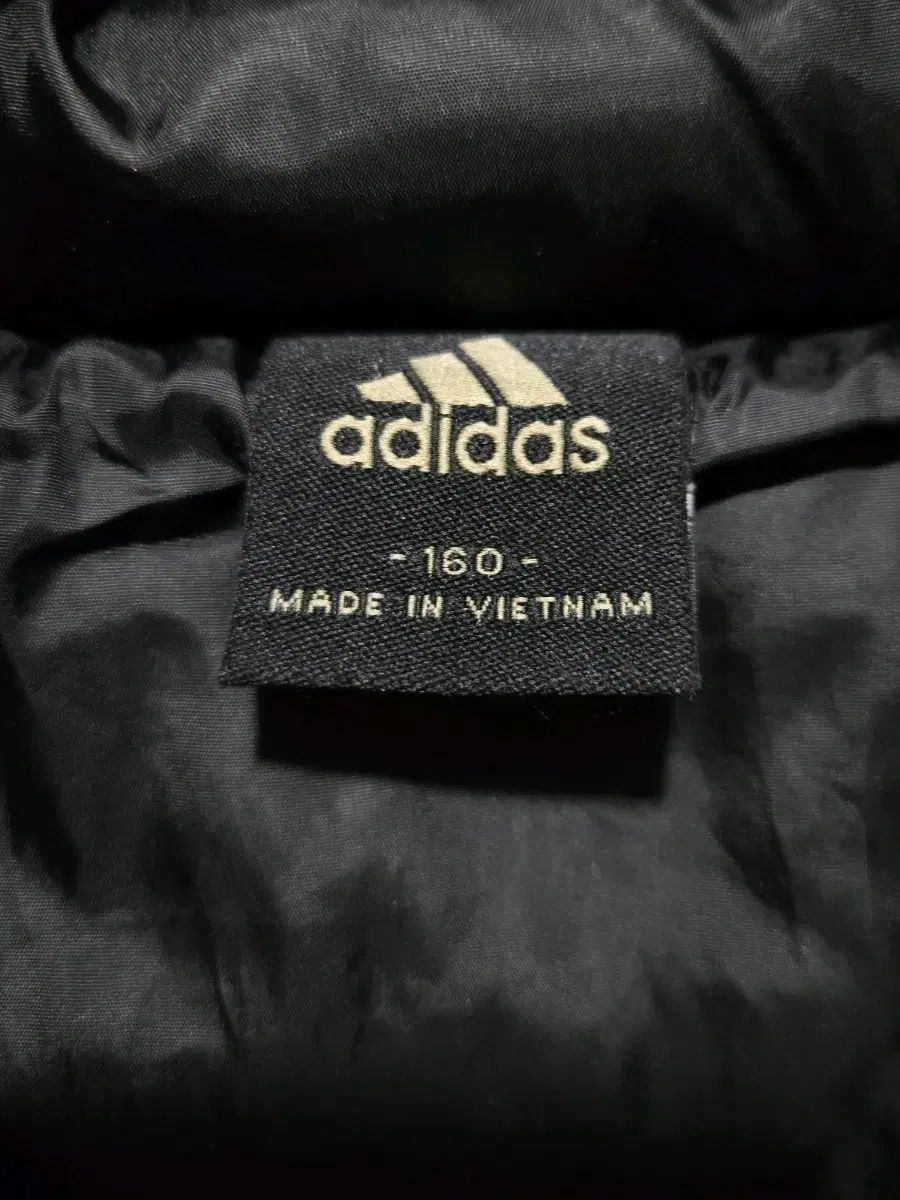 adidas
- 160 -
MADE IN VIETNAM